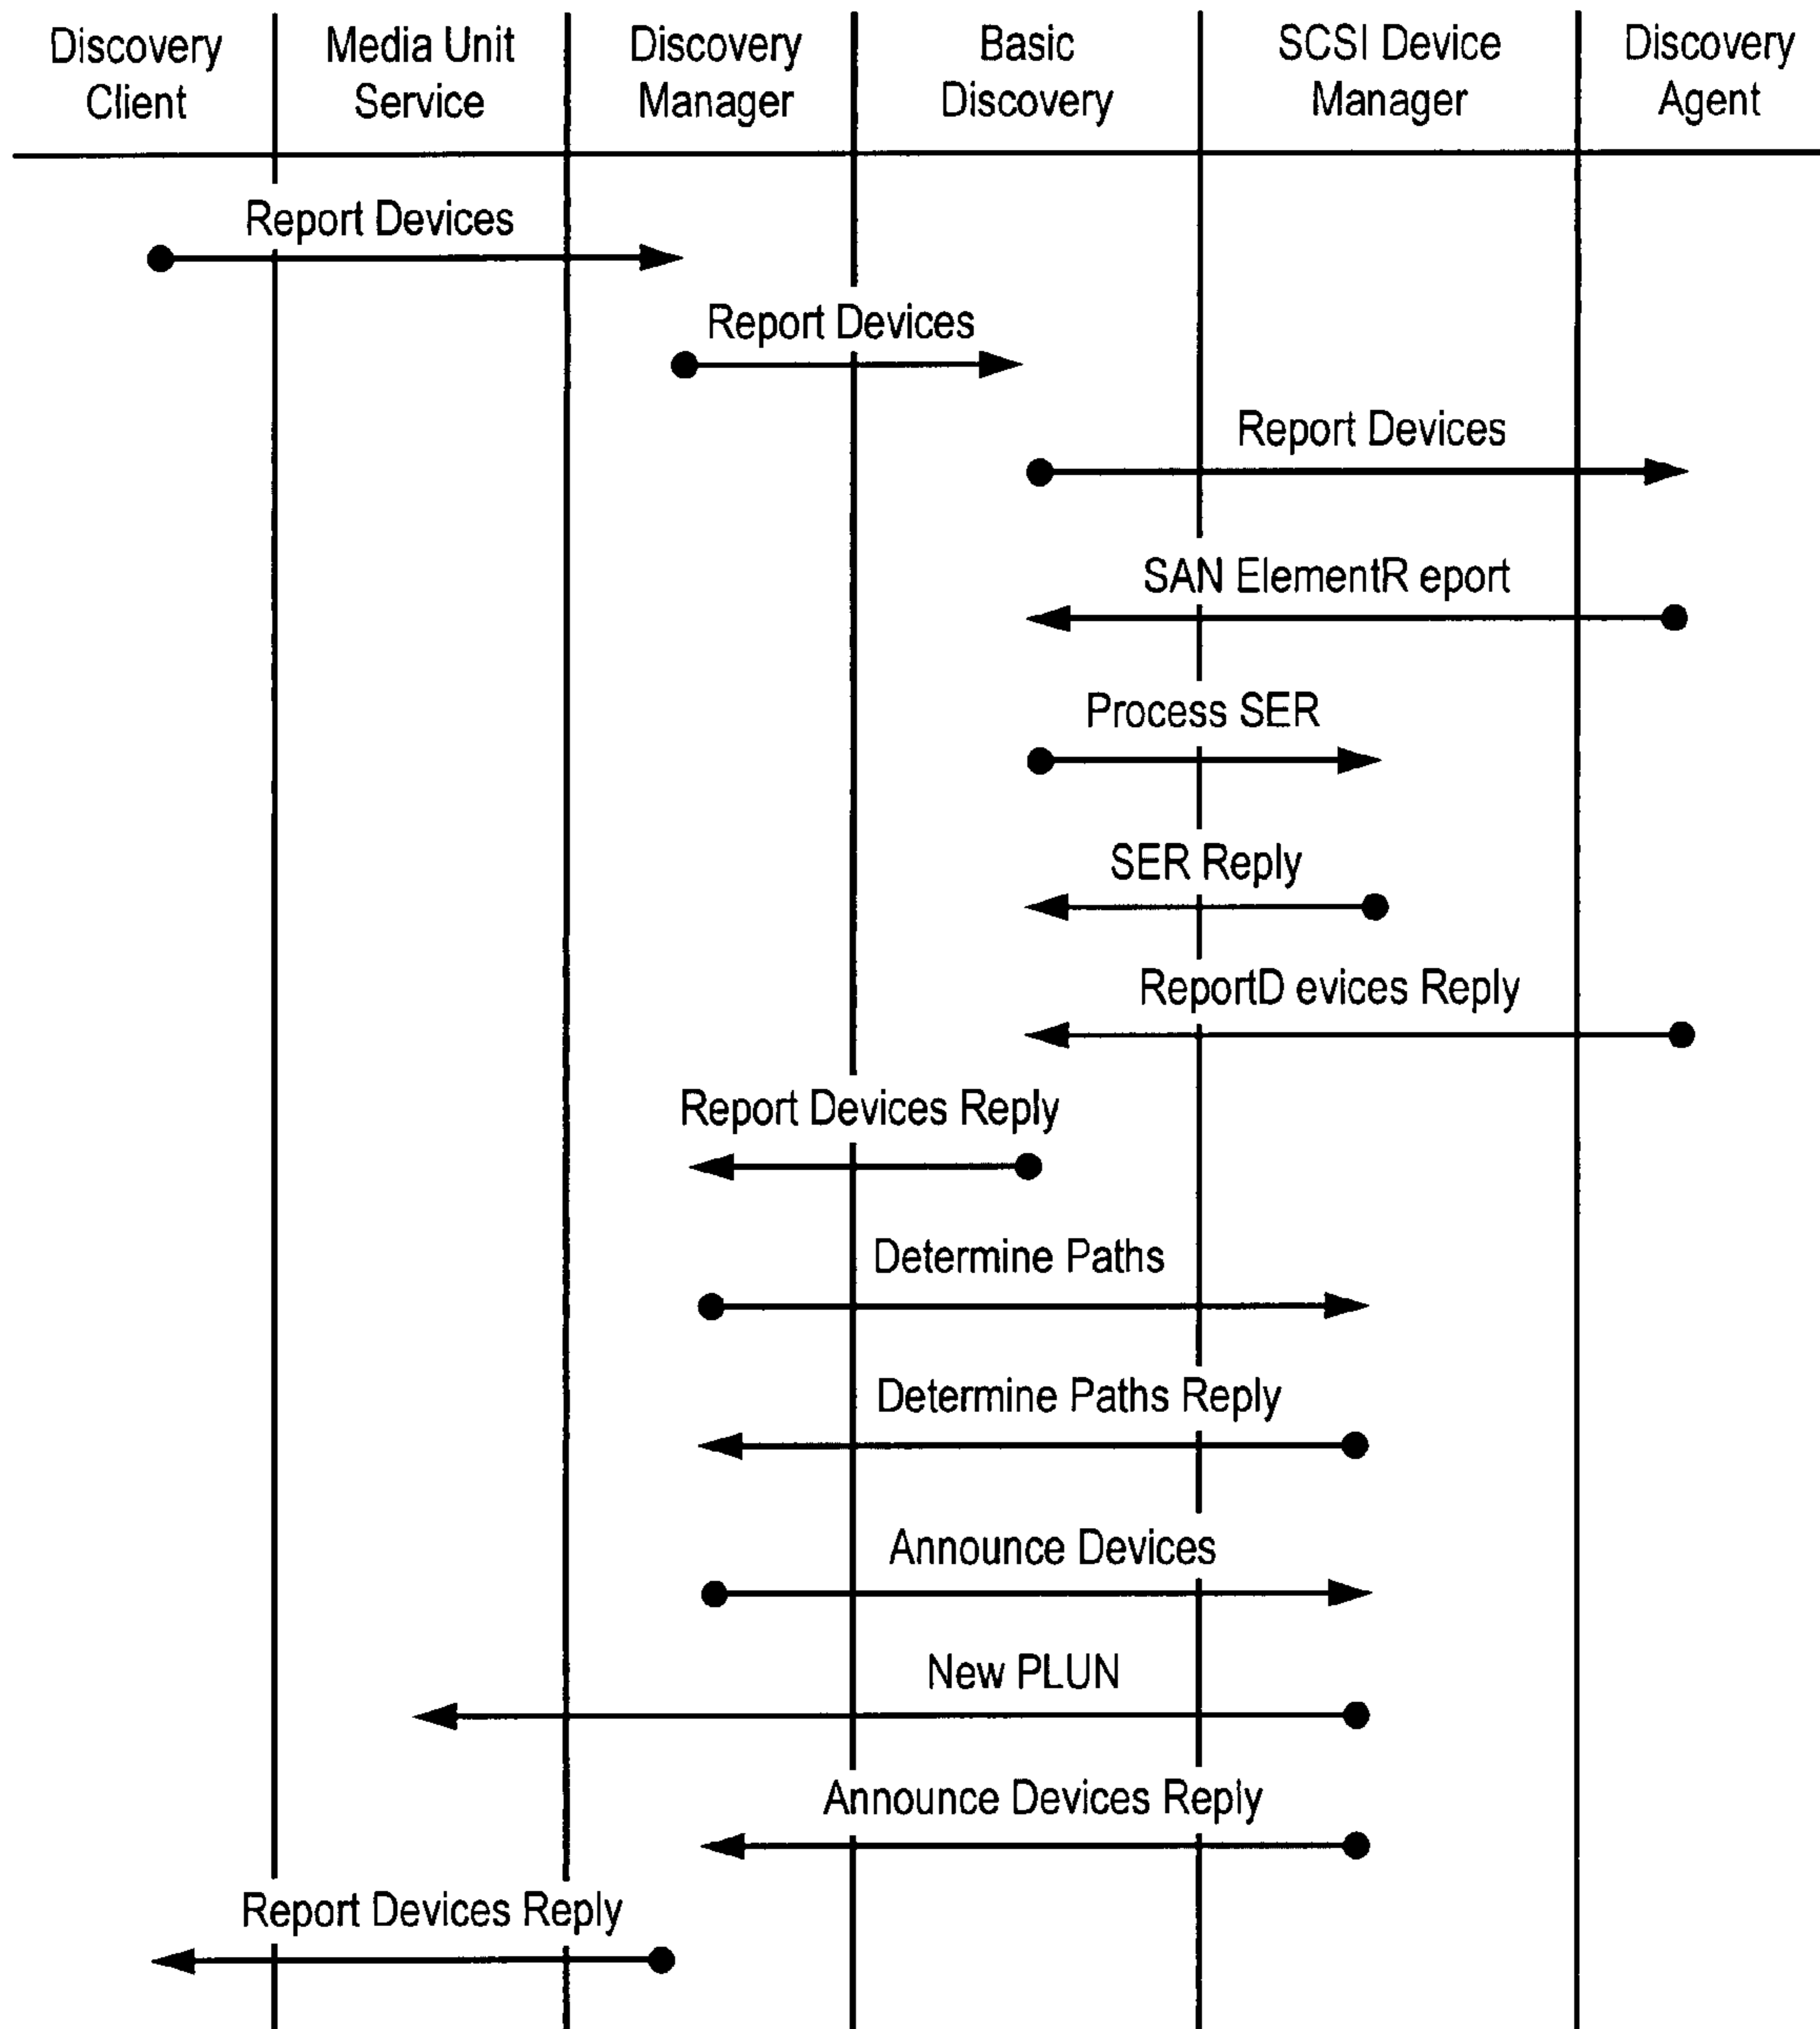 Discovery
Client
Media Unit
Service
Discovery
Manager
Basic
Discovery
SCSI Device
Manager
Discovery
Agent
Report Devices
Report Devices
Report Devices
SAN ElementR eport
Process SER
SER Reply
ReportD evices Reply
Report Devices Reply
Determine Paths
Determine Paths Reply
Announce Devices
New PLUN
Announce Devices Reply
Report Devices Reply